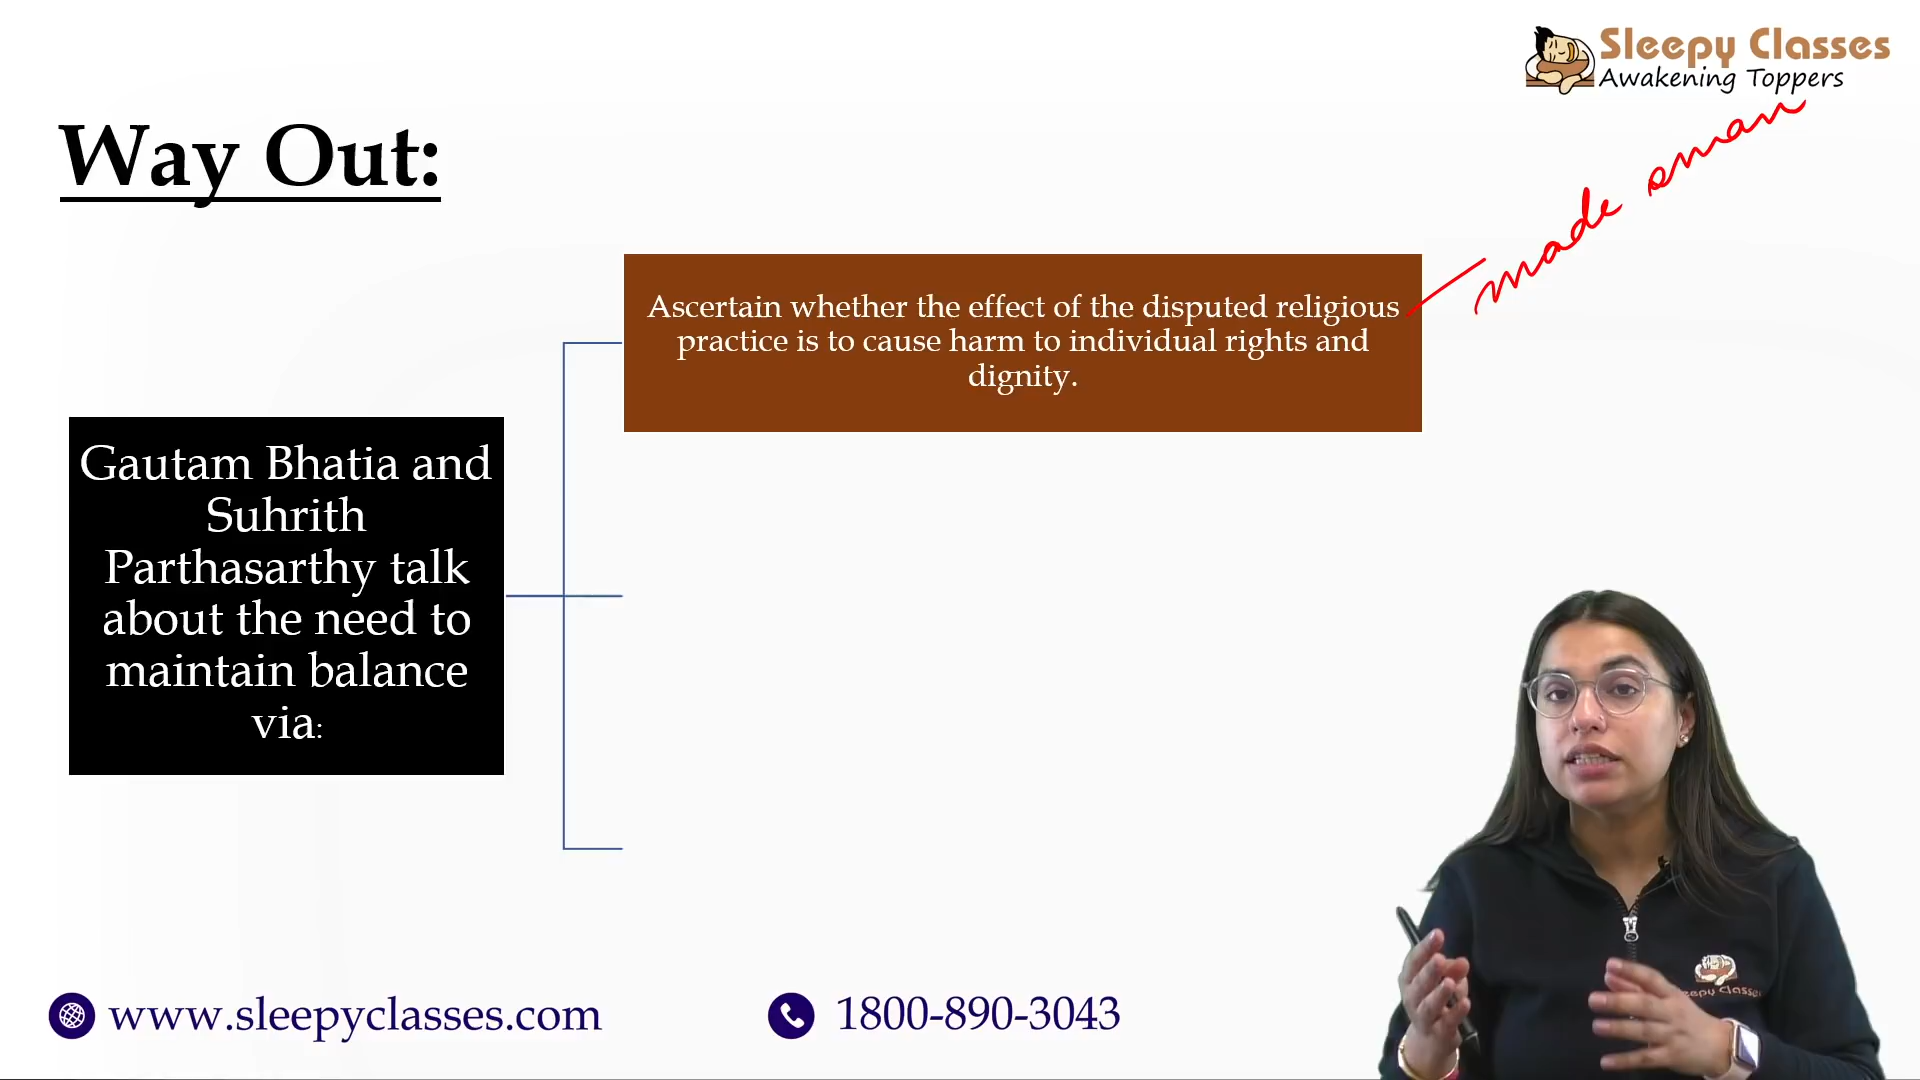 Sleepy Classes
Awakening Toppers
Way Out:
made snan
Ascertain whether the effect of the disputed religious
practice is to cause harm to individual rights and
dignity.
Gautam Bhatia and
Suhrith
Parthasarthy talk
about the need to
maintain balance
via:
www.sleepyclasses.com
1800-890-3043